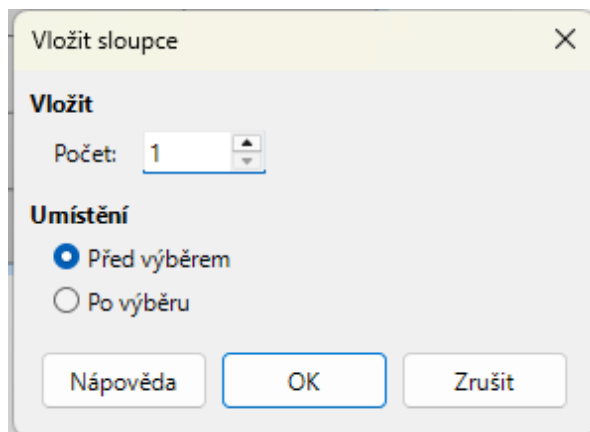 Vložit sloupce
Vložit
Počet: 1
Umístění
Před výběrem
Po výběru
Nápověda OK Zrušit